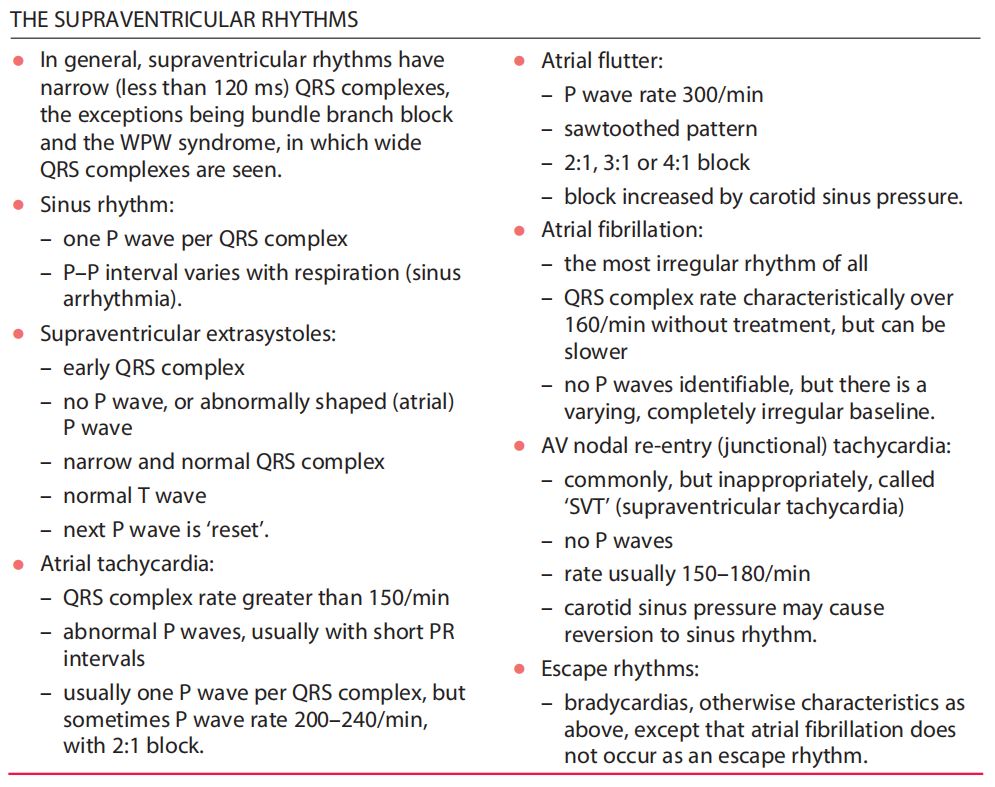 THE SUPRAVENTRICULAR RHYTHMS
● In general, supraventricular rhythms have
narrow (less than 120 ms) QRS complexes,
the exceptions being bundle branch block
and the WPW syndrome, in which wide
QRS complexes are seen.
● Sinus rhythm:
– one P wave per QRS complex
– P–P interval varies with respiration (sinus
arrhythmia).
● Supraventricular extrasystoles:
– early QRS complex
– no P wave, or abnormally shaped (atrial)
P wave
– narrow and normal QRS complex
– normal T wave
– next P wave is ‘reset’.
● Atrial tachycardia:
– QRS complex rate greater than 150/min
– abnormal P waves, usually with short PR
intervals
– usually one P wave per QRS complex, but
sometimes P wave rate 200–240/min,
with 2:1 block.
● Atrial flutter:
– P wave rate 300/min
– sawtoothed pattern
– 2:1, 3:1 or 4:1 block
– block increased by carotid sinus pressure.
● Atrial fibrillation:
– the most irregular rhythm of all
– QRS complex rate characteristically over
160/min without treatment, but can be
slower
– no P waves identifiable, but there is a
varying, completely irregular baseline.
● AV nodal re-entry (junctional) tachycardia:
– commonly, but inappropriately, called
‘SVT’ (supraventricular tachycardia)
– no P waves
– rate usually 150–180/min
– carotid sinus pressure may cause
reversion to sinus rhythm.
● Escape rhythms:
– bradycardias, otherwise characteristics as
above, except that atrial fibrillation does
not occur as an escape rhythm.